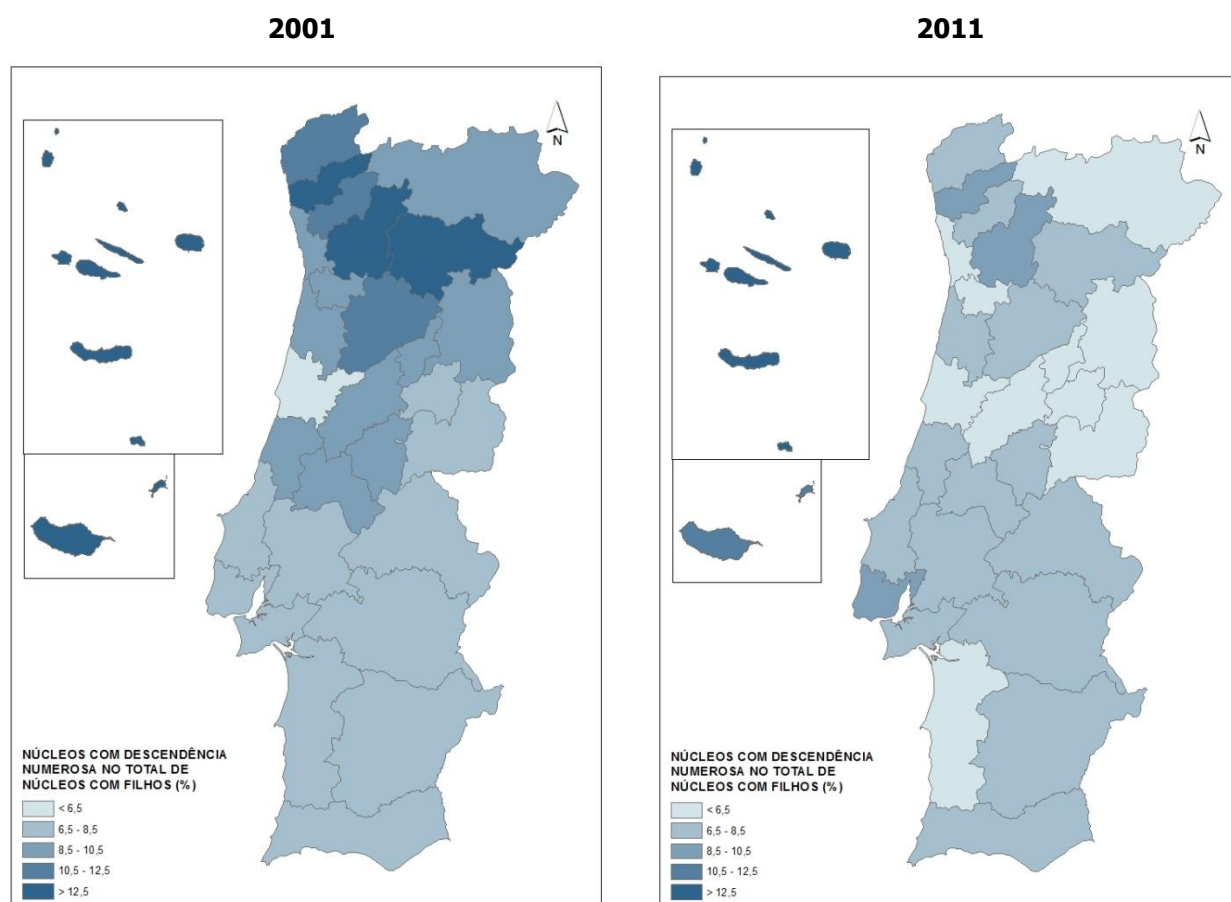 2001
2011
N
NÚCLEOS COM DESCENDÊNCIA
NUMEROSA NO TOTAL DE
NÚCLEOS COM FILHOS (%)
< 6,5
6,5 - 8,5
8,5 - 10,5
10,5 - 12,5
> 12,5
N
NÚCLEOS COM DESCENDÊNCIA
NUMEROSA NO TOTAL DE
NÚCLEOS COM FILHOS (%)
< 6,5
6,5 - 8,5
8,5 - 10,5
10,5 - 12,5
> 12,5